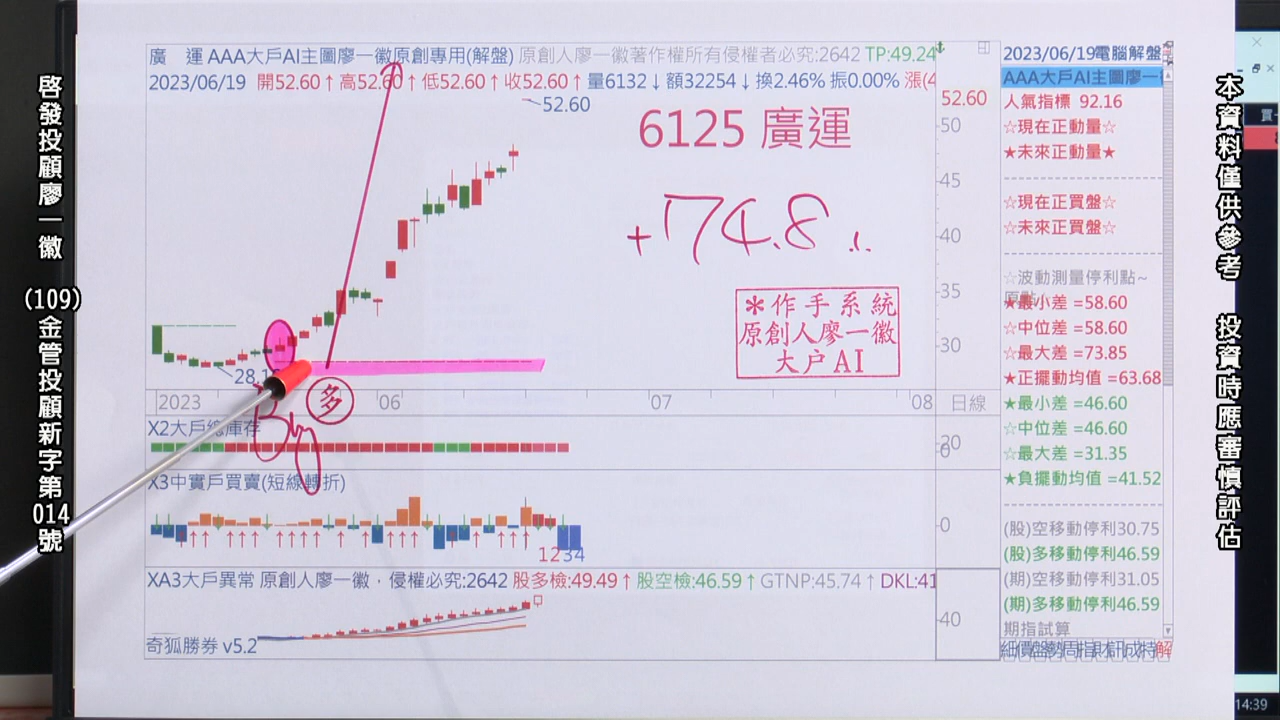 啓發投顧廖一徽
(109)金管投顧新字第014號
廣 運 AAA大戶AI主圖廖一徽原創專用(解盤) 原創人廖一徽著作權所有侵權者必究:2642 TP:49.24
2023/06/19 開52.60↑高52.60↑低52.60↑收52.60↑量6132↓額32254↓換2.46% 振0.00% 漲(4
52.60
6125 廣運
+74.8
＊作手系統
原創人廖一徽
大户AI
52.60
50
45
40
35
30
多
Buy
2023
06
07
08
日線
X2大戶總庫存
20
0
X3中實戶買賣(短線轉折)
0
1234
XA3大戶異常 原創人廖一徽，侵權必究:2642 股多檢:49.49↑ 股空檢:46.59↑ GTNP:45.74↑ DKL:41
40
奇狐勝券 v5.2
2023/06/19電腦解盤
AAA大戶AI主圖廖一
人氣指標 92.16
☆現在正動量☆
★未來正動量★
☆現在正買盤☆
☆未來正買盤☆
☆波動測量停利點~
★最小差 =58.60
☆中位差 =58.60
☆最大差 =73.85
★正擺動均值 =63.68
★最小差 =46.60
☆中位差 =46.60
☆最大差 =31.35
★負擺動均值 =41.52
(股)空移動停利30.75
(股)多移動停利46.59
(期)空移動停利31.05
(期)多移動停利46.59
期指試算
本資料僅供參考 投資時應審慎評估
14:39